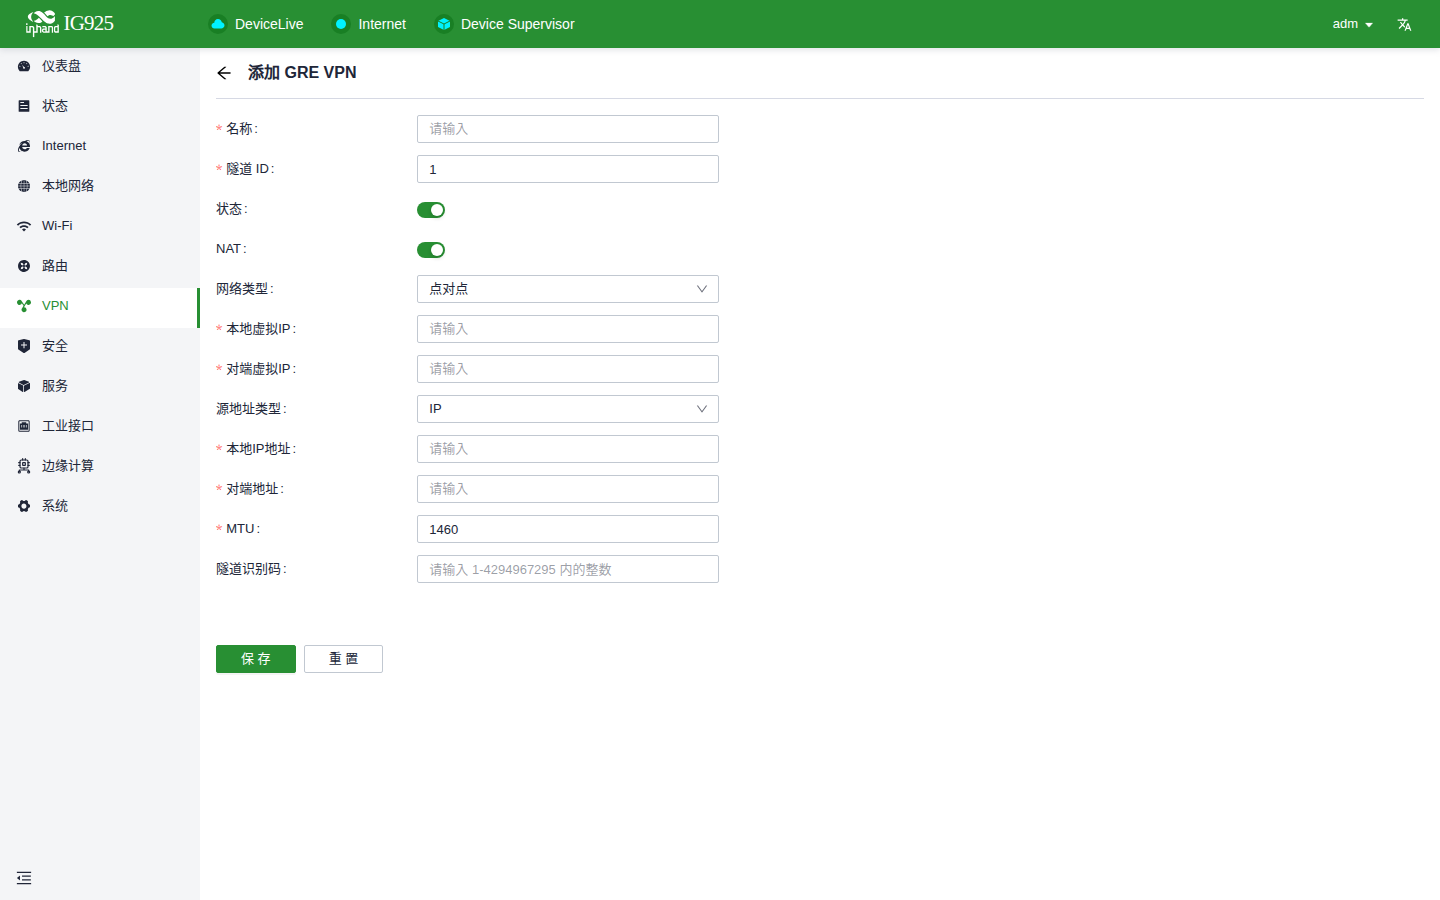 inhand IG925
DeviceLive
Internet
Device Supervisor
adm
仪表盘
状态
Internet
本地网络
Wi-Fi
路由
VPN
安全
服务
工业接口
边缘计算
系统
添加 GRE VPN
* 名称: 请输入
* 隧道 ID: 1
状态:
NAT:
网络类型: 点对点
* 本地虚拟IP: 请输入
* 对端虚拟IP: 请输入
源地址类型: IP
* 本地IP地址: 请输入
* 对端地址: 请输入
* MTU: 1460
隧道识别码: 请输入 1-4294967295 内的整数
保 存
重 置